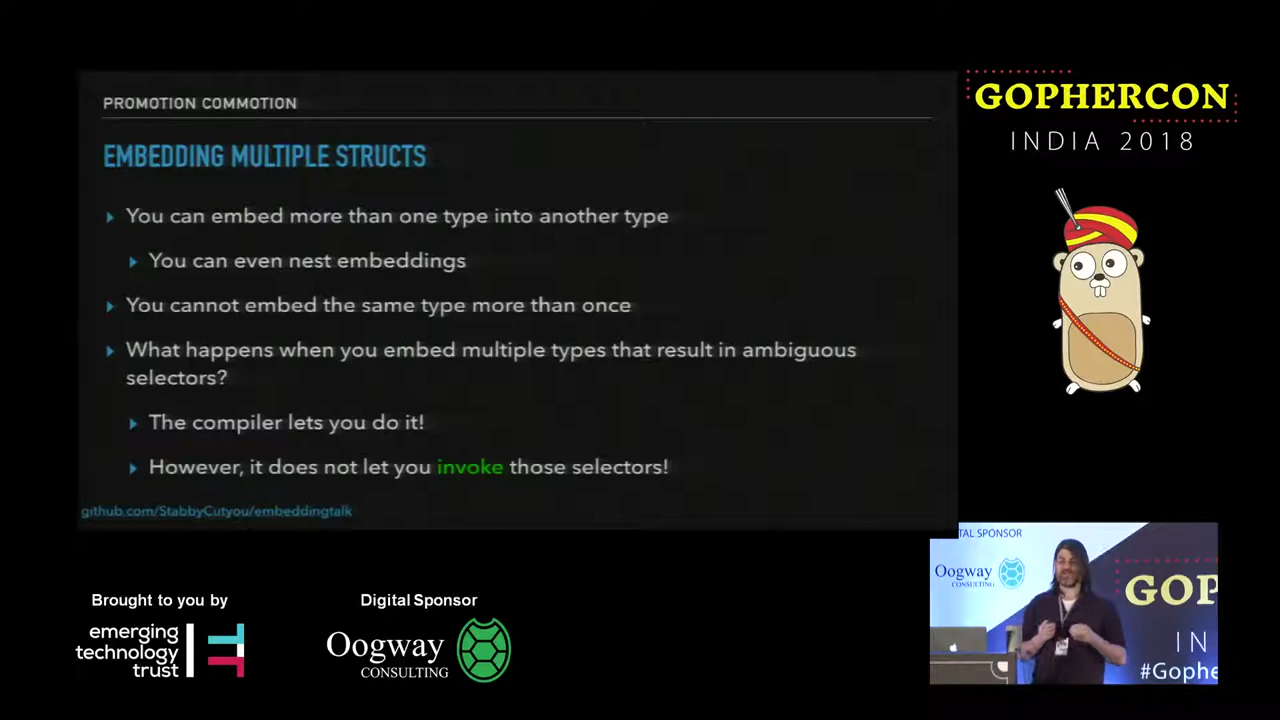 PROMOTION COMMOTION
EMBEDDING MULTIPLE STRUCTS
You can embed more than one type into another type
You can even nest embeddings
You cannot embed the same type more than once
What happens when you embed multiple types that result in ambiguous
selectors?
The compiler lets you do it!
However, it does not let you invoke those selectors!
github.com/StabbyCutyou/embeddingtalk
GOPHERCON
INDIA 2018
TAL SPONSOR
Oogway
CONSULTING
GOP
IN
#Gophe
Brought to you by
emerging
technology
trust
Digital Sponsor
Oogway
CONSULTING